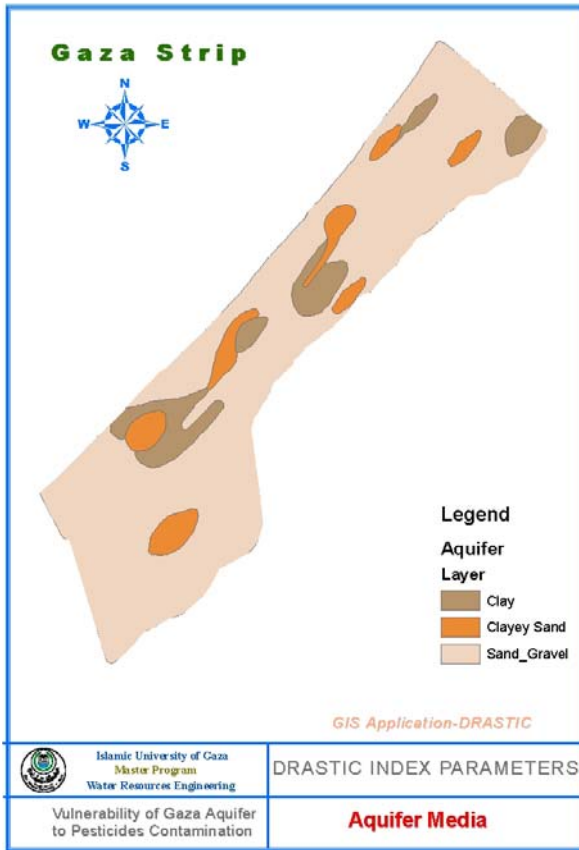 Gaza Strip
N
W
E
S
Legend
Aquifer
Layer
Clay
Clayey Sand
Sand_Gravel
GIS Application-DRASTIC
Islamic University of Gaza
Master Program
Water Resources Engineering
DRASTIC INDEX PARAMETERS
Vulnerability of Gaza Aquifer
to Pesticides Contamination
Aquifer Media